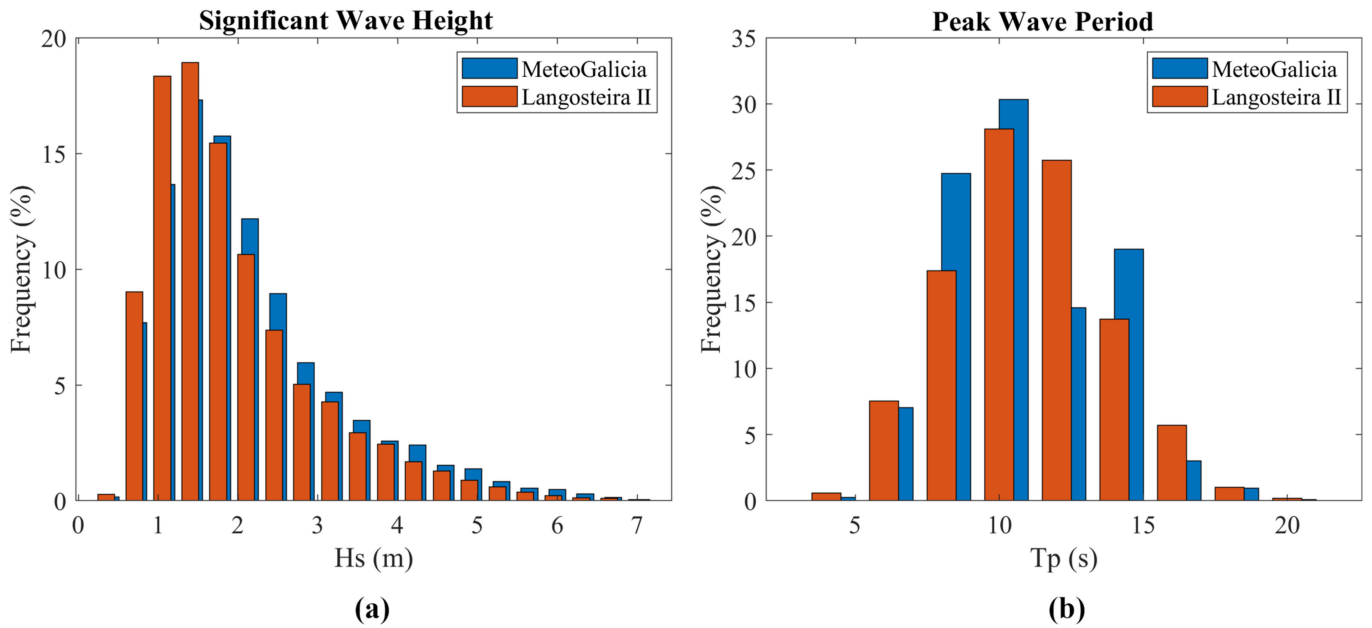 Significant Wave Height
MeteoGalicia
Langosteira II
Frequency (%)
20
15
10
5
0
0 1 2 3 4 5 6 7
Hs (m)
(a)
Peak Wave Period
MeteoGalicia
Langosteira II
Frequency (%)
35
30
25
20
15
10
5
0
5 10 15 20
Tp (s)
(b)